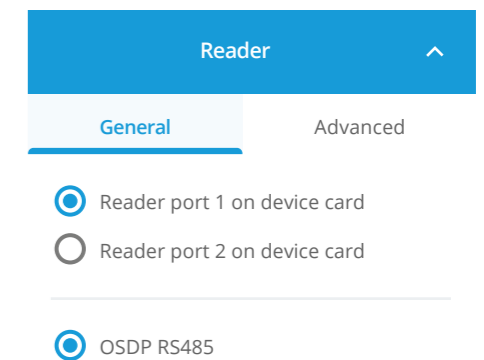 Reader
General Advanced
Reader port 1 on device card
Reader port 2 on device card
OSDP RS485